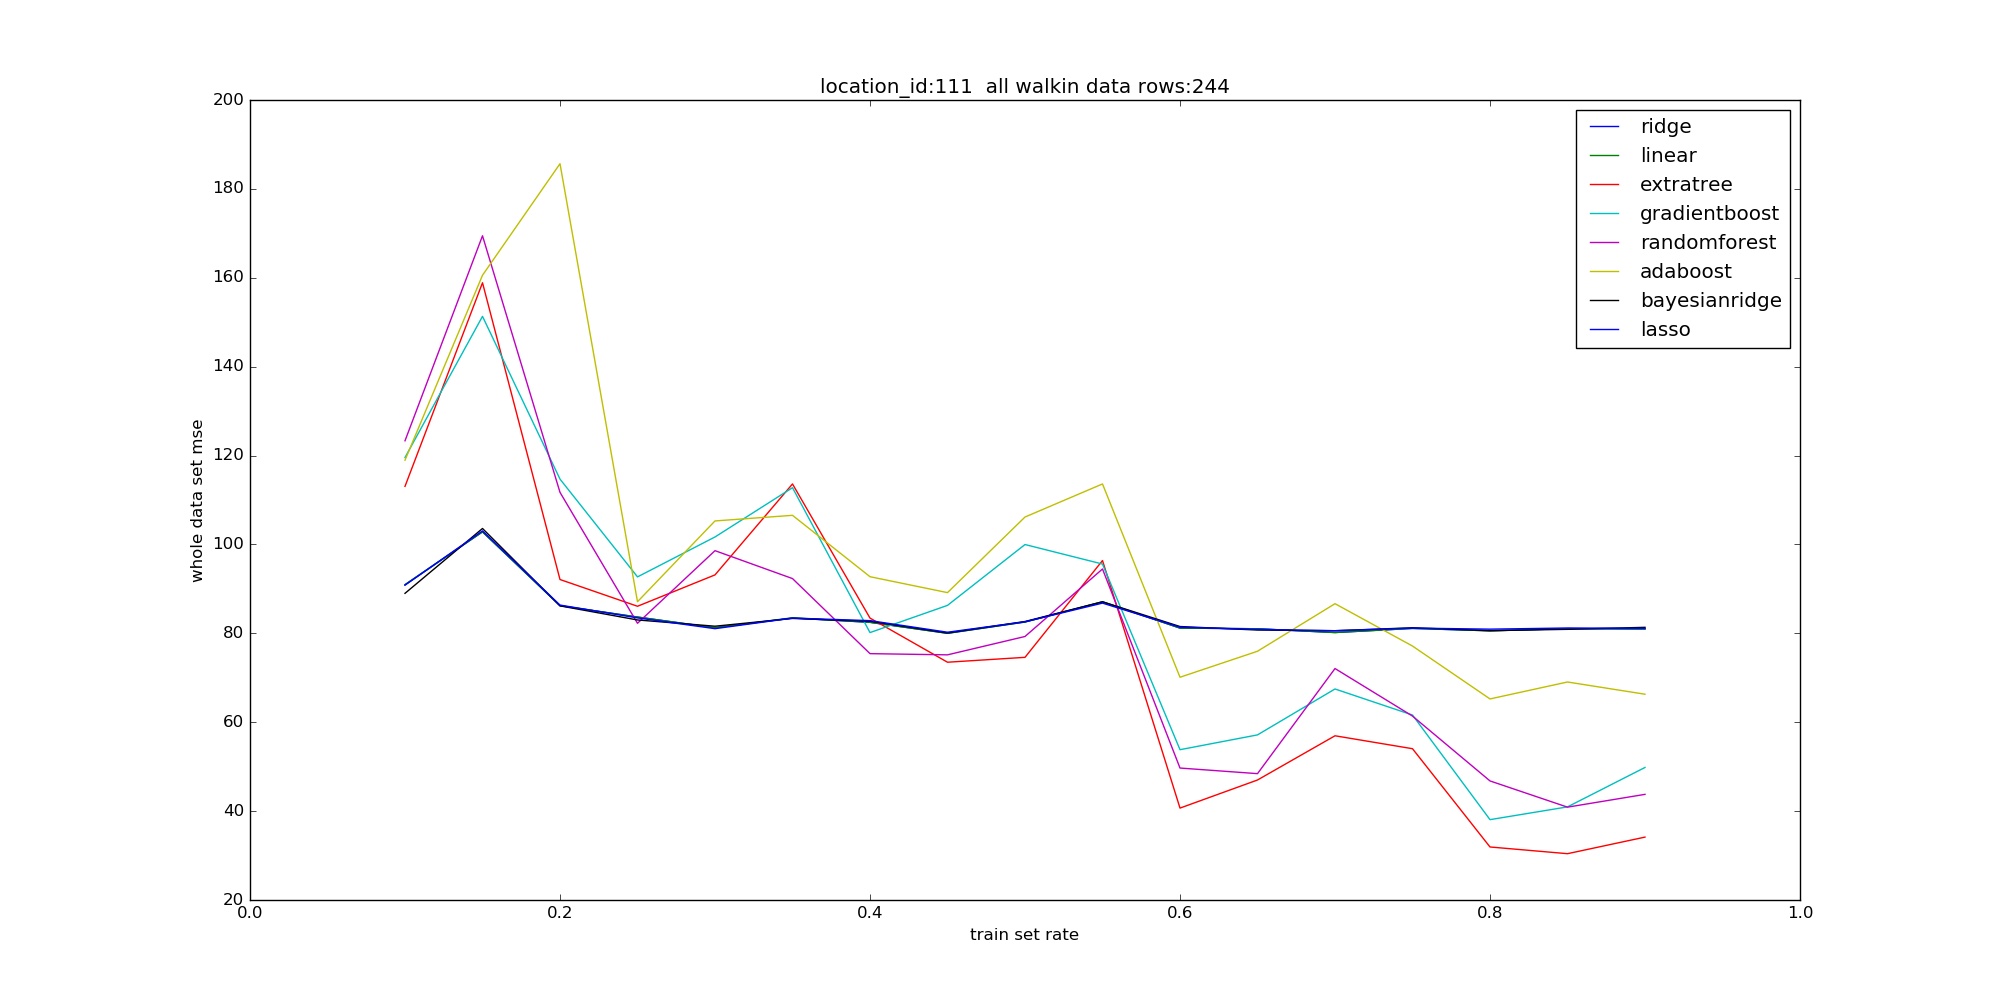 location_id:111  all walkin data rows:244
200
180
160
140
120
100
80
60
40
20
whole data set mse
ridge
linear
extratree
gradientboost
randomforest
adaboost
bayesianridge
lasso
0.0 0.2 0.4 0.6 0.8 1.0
train set rate